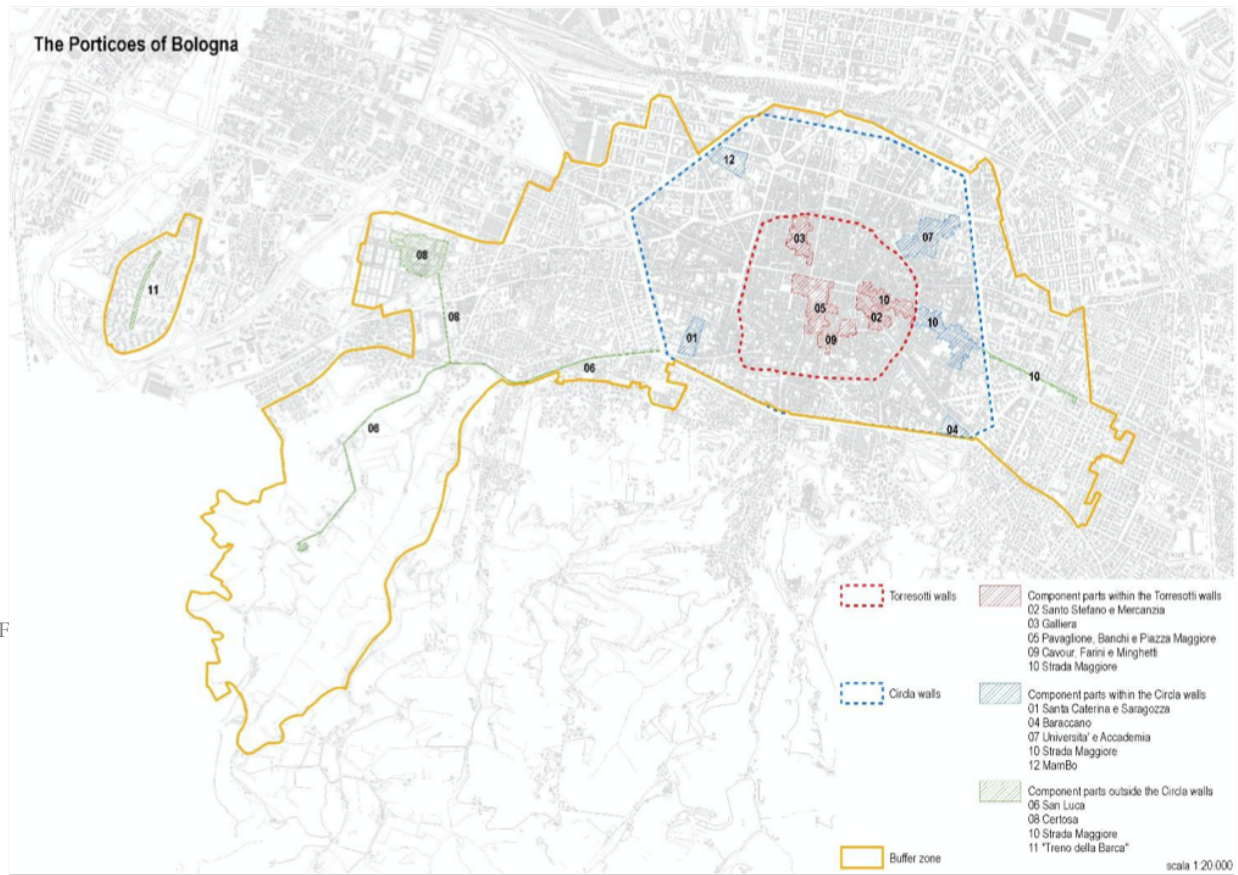 The Porticoes of Bologna
12
03
07
08
11
10
05
02
10
08
01
09
06
10
06
04
F
Torresotti walls
Component parts within the Torresotti walls
02 Santo Stefano e Mercanzia
03 Galliera
05 Pavaglione, Banchi e Piazza Maggiore
09 Cavour, Farini e Minghetti
10 Strada Maggiore
Circla walls
Component parts within the Circla walls
01 Santa Caterina e Saragozza
04 Baraccano
07 Universita' e Accademia
10 Strada Maggiore
12 MamBo
Component parts outside the Circla walls
06 San Luca
08 Certosa
10 Strada Maggiore
11 "Treno della Barca"
Buffer zone
scala 1:20.000